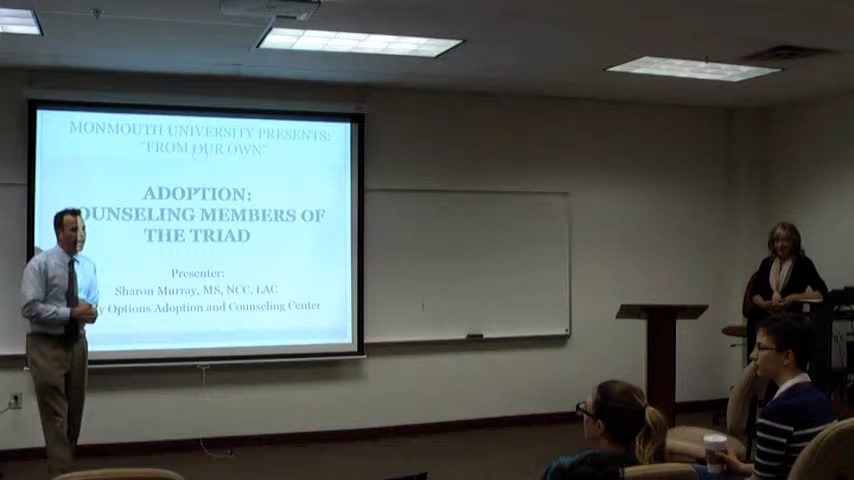 MONMOUTH UNIVERSITY PRESENTS:
"FROM OUR OWN"
ADOPTION:
OUNSELING MEMBERS OF
THE TRIAD
Presenter:
Sharon Murray, MS, NCC, LAC
y Options Adoption and Counseling Center